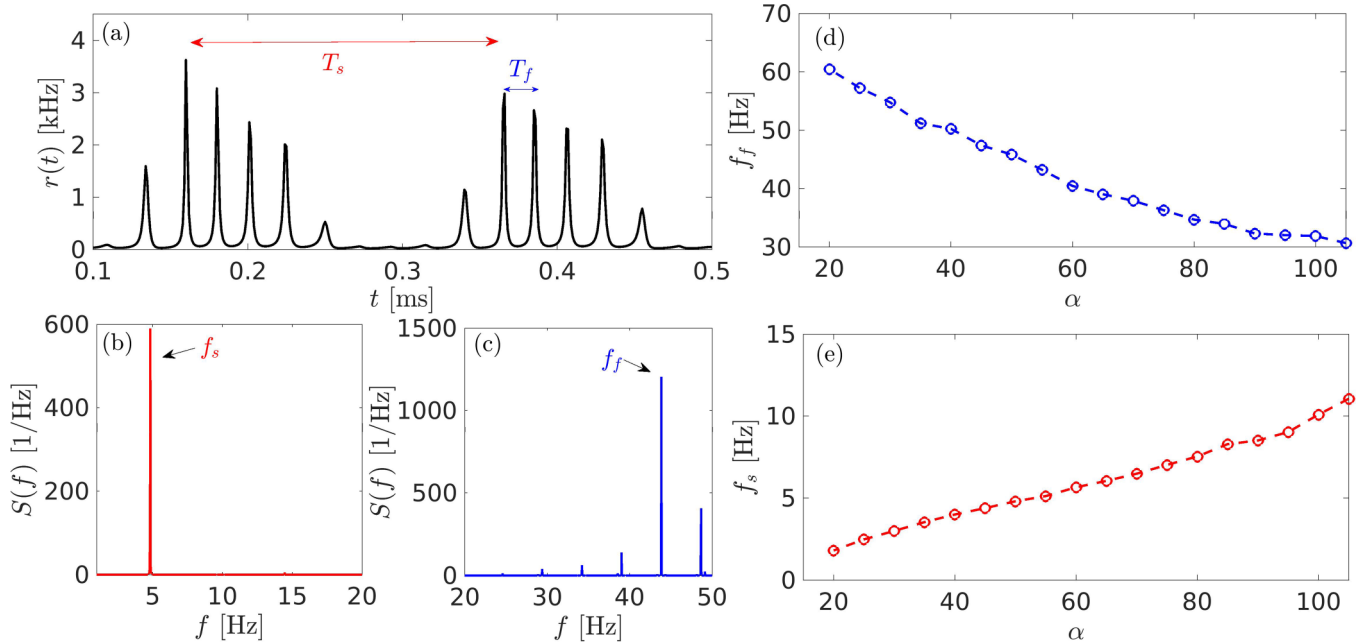 (a)
r(t) [kHz]
4
3
2
1
0
T_s
T_f
0.1 0.2 0.3 0.4 0.5
t [ms]
(b)
S(f) [1/Hz]
600
400
200
0
f_s
5 10 15 20
f [Hz]
(c)
S(f) [1/Hz]
1500
1000
500
0
f_f
20 30 40 50
f [Hz]
(d)
f_f [Hz]
70
60
50
40
30
20 40 60 80 100
α
(e)
f_s [Hz]
15
10
5
0
20 40 60 80 100
α